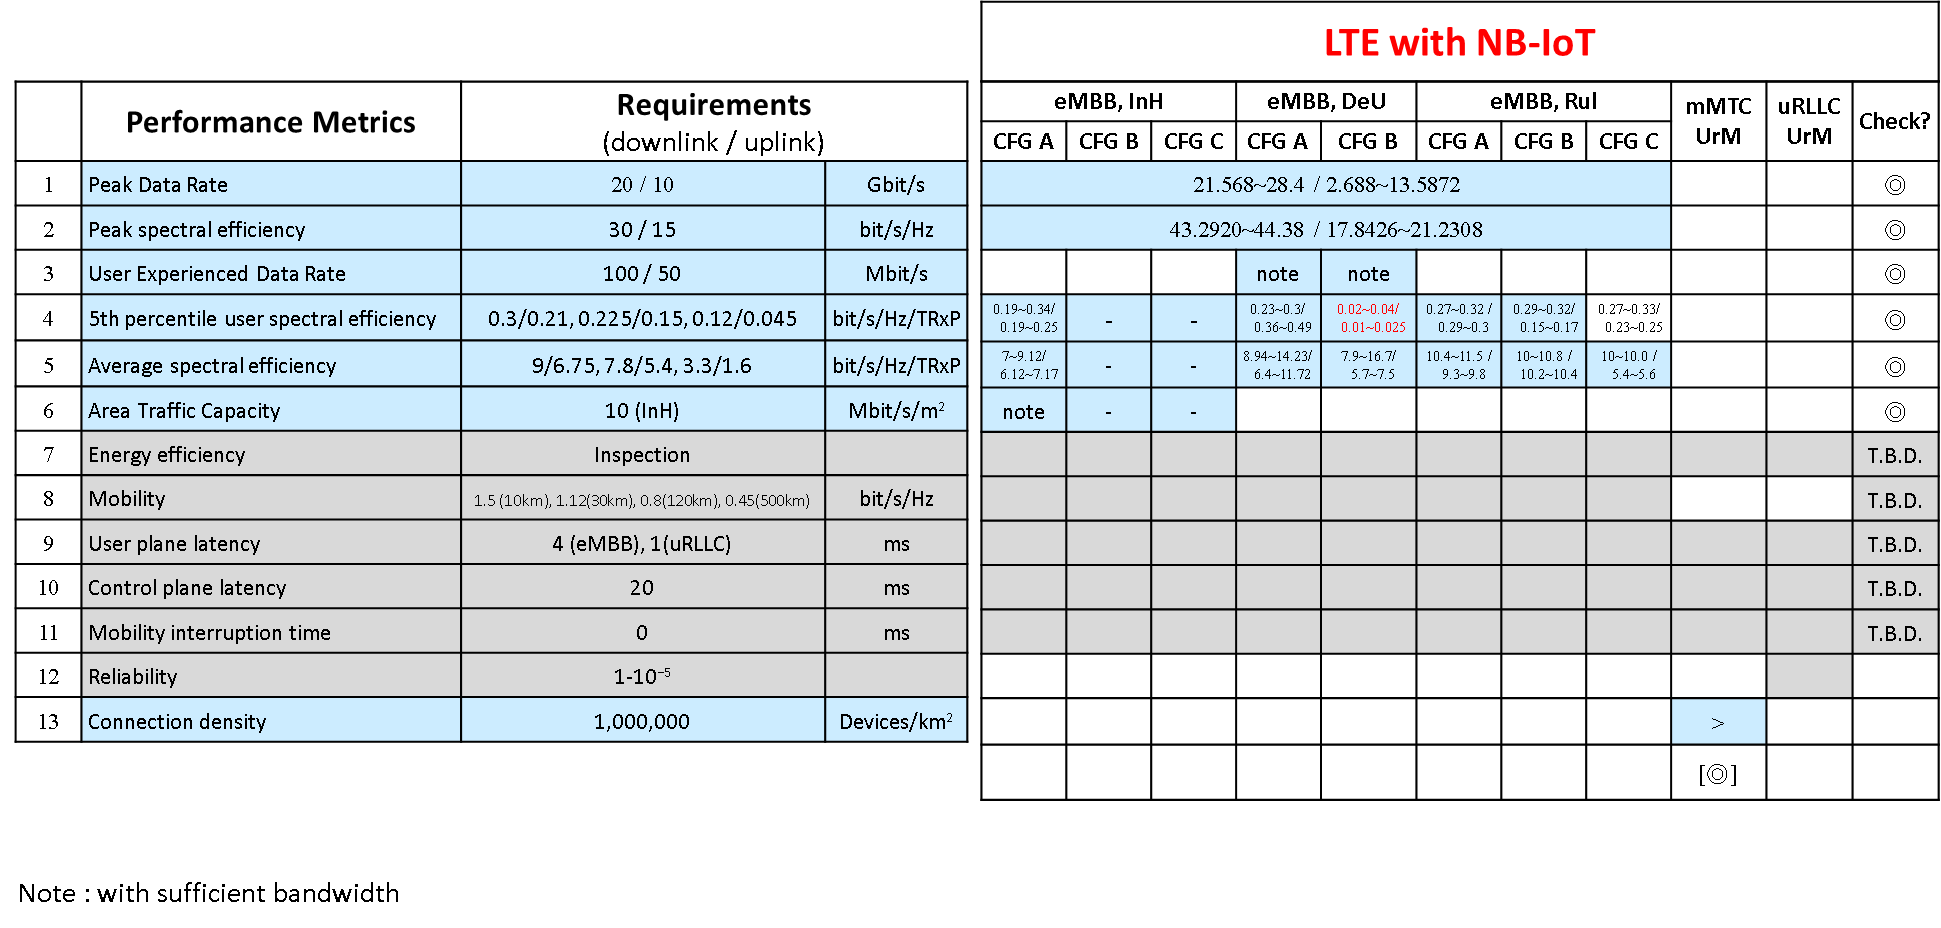 LTE with NB-IoT
Performance Metrics
Requirements
(downlink / uplink)
eMBB, InH
eMBB, DeU
eMBB, Rul
mMTC
UrM
uRLLC
UrM
Check?
CFG A
CFG B
CFG C
CFG A
CFG B
CFG A
CFG B
CFG C
1 Peak Data Rate 20 / 10 Gbit/s 21.568~28.4 / 2.688~13.5872 ◎
2 Peak spectral efficiency 30 / 15 bit/s/Hz 43.2920~44.38 / 17.8426~21.2308 ◎
3 User Experienced Data Rate 100 / 50 Mbit/s note note ◎
4 5th percentile user spectral efficiency 0.3/0.21, 0.225/0.15, 0.12/0.045 bit/s/Hz/TRxP
0.19~0.34/
0.19~0.25
-
-
0.23~0.3/
0.36~0.49
0.02~0.04/
0.01~0.025
0.27~0.32 /
0.29~0.3
0.29~0.32/
0.15~0.17
0.27~0.33/
0.23~0.25
◎
5 Average spectral efficiency 9/6.75, 7.8/5.4, 3.3/1.6 bit/s/Hz/TRxP
7~9.12/
6.12~7.17
-
-
8.94~14.23/
6.4~11.72
7.9~16.7/
5.7~7.5
10.4~11.5 /
9.3~9.8
10~10.8 /
10.2~10.4
10~10.0 /
5.4~5.6
◎
6 Area Traffic Capacity 10 (InH) Mbit/s/m² note - - ◎
7 Energy efficiency Inspection T.B.D.
8 Mobility 1.5 (10km), 1.12(30km), 0.8(120km), 0.45(500km) bit/s/Hz T.B.D.
9 User plane latency 4 (eMBB), 1(uRLLC) ms T.B.D.
10 Control plane latency 20 ms T.B.D.
11 Mobility interruption time 0 ms T.B.D.
12 Reliability 1-10⁻⁵
13 Connection density 1,000,000 Devices/km² >
[◎]
Note : with sufficient bandwidth